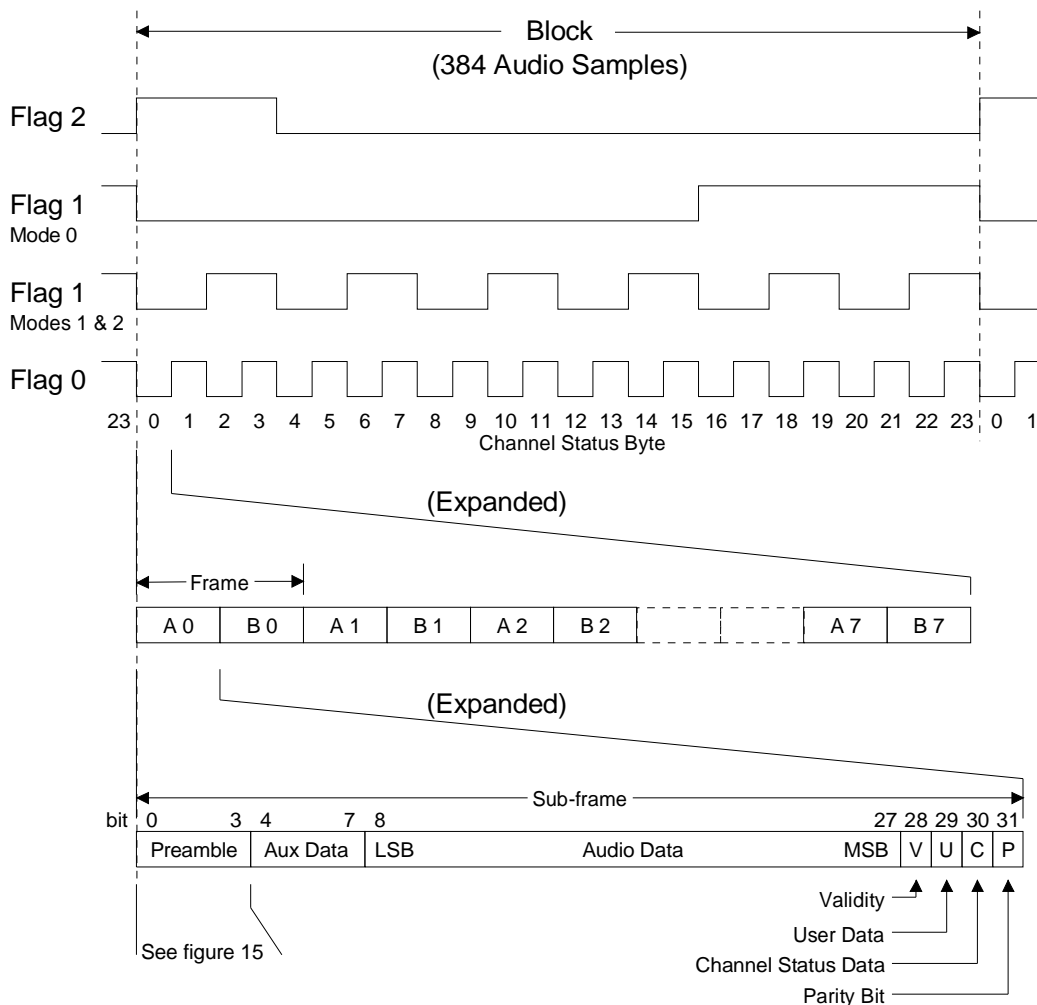 Block
(384 Audio Samples)
Flag 2
Flag 1
Mode 0
Flag 1
Modes 1 & 2
Flag 0
23 0 1 2 3 4 5 6 7 8 9 10 11 12 13 14 15 16 17 18 19 20 21 22 23 0 1
Channel Status Byte
(Expanded)
Frame
A 0 B 0 A 1 B 1 A 2 B 2 A 7 B 7
(Expanded)
Sub-frame
bit 0 3 4 7 8 27 28 29 30 31
Preamble Aux Data LSB Audio Data MSB V U C P
Validity
User Data
See figure 15
Channel Status Data
Parity Bit